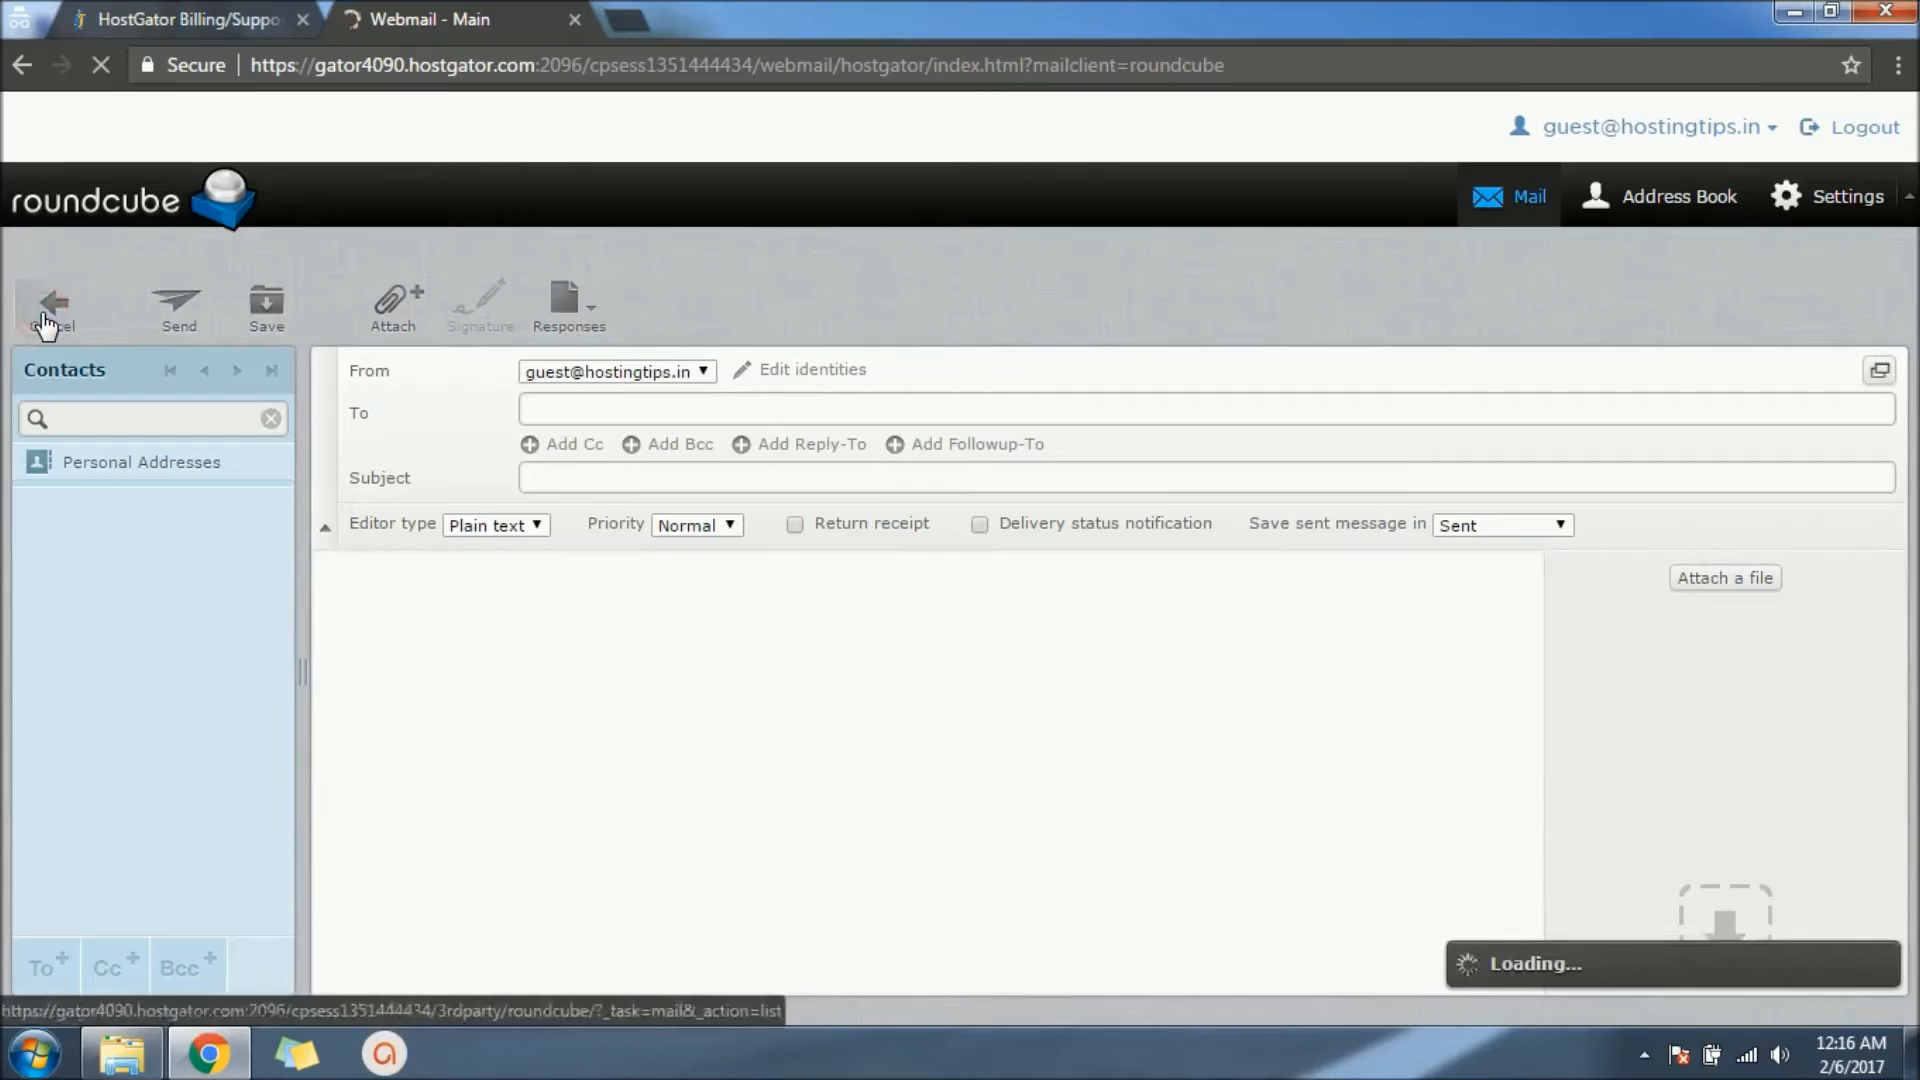 HostGator Billing/Suppo
Webmail - Main
Secure
https://gator4090.hostgator.com:2096/cpsess1351444434/webmail/hostgator/index.html?mailclient=roundcube
guest@hostingtips.in
Logout
roundcube
Mail
Address Book
Settings
Send
Save
Attach
Signature
Responses
Contacts
From
guest@hostingtips.in
Edit identities
To
Add Cc
Add Bcc
Add Reply-To
Add Followup-To
Personal Addresses
Subject
Editor type
Plain text
Priority
Normal
Return receipt
Delivery status notification
Save sent message in
Sent
Attach a file
To
Cc
Bcc
Loading...
https://gator4090.hostgator.com:2096/cpsess1351444434/3rdparty/roundcube/?_task=mail&_action=list
12:16 AM
2/6/2017